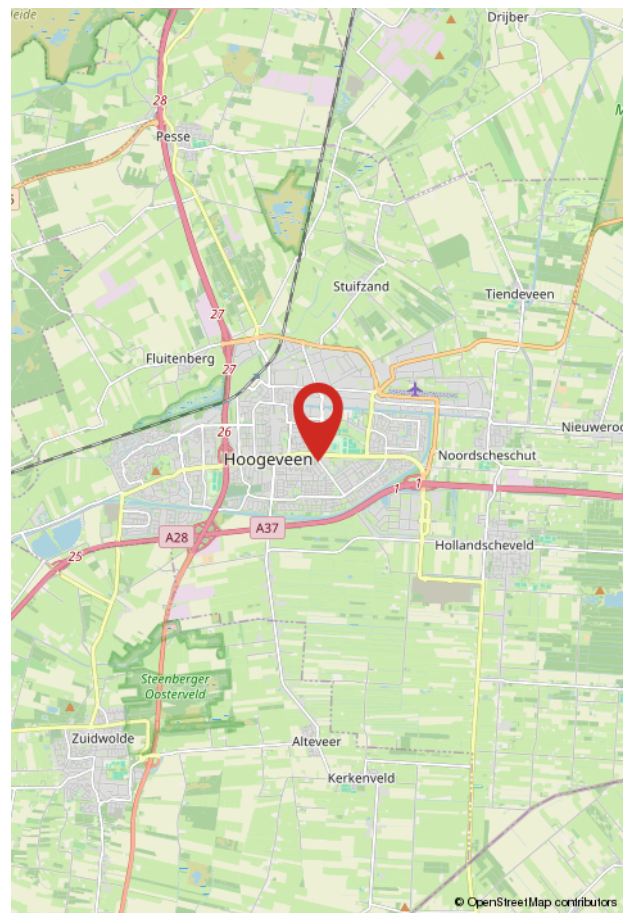 Drijber
28
Pesse
Stuifzand
Tiendeveen
27
Fluitenberg
27
26
Hoogeveen
Nieuweroo
Noordscheschut
1
1
A28
A37
25
Hollandscheveld
Steenberger
Oosterveld
Zuidwolde
Alteveer
Kerkenveld
© OpenStreetMap contributors